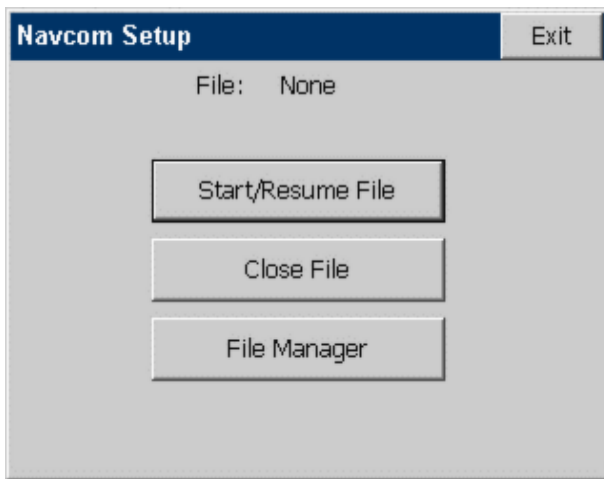 Navcom Setup Exit
File: None
Start/Resume File
Close File
File Manager